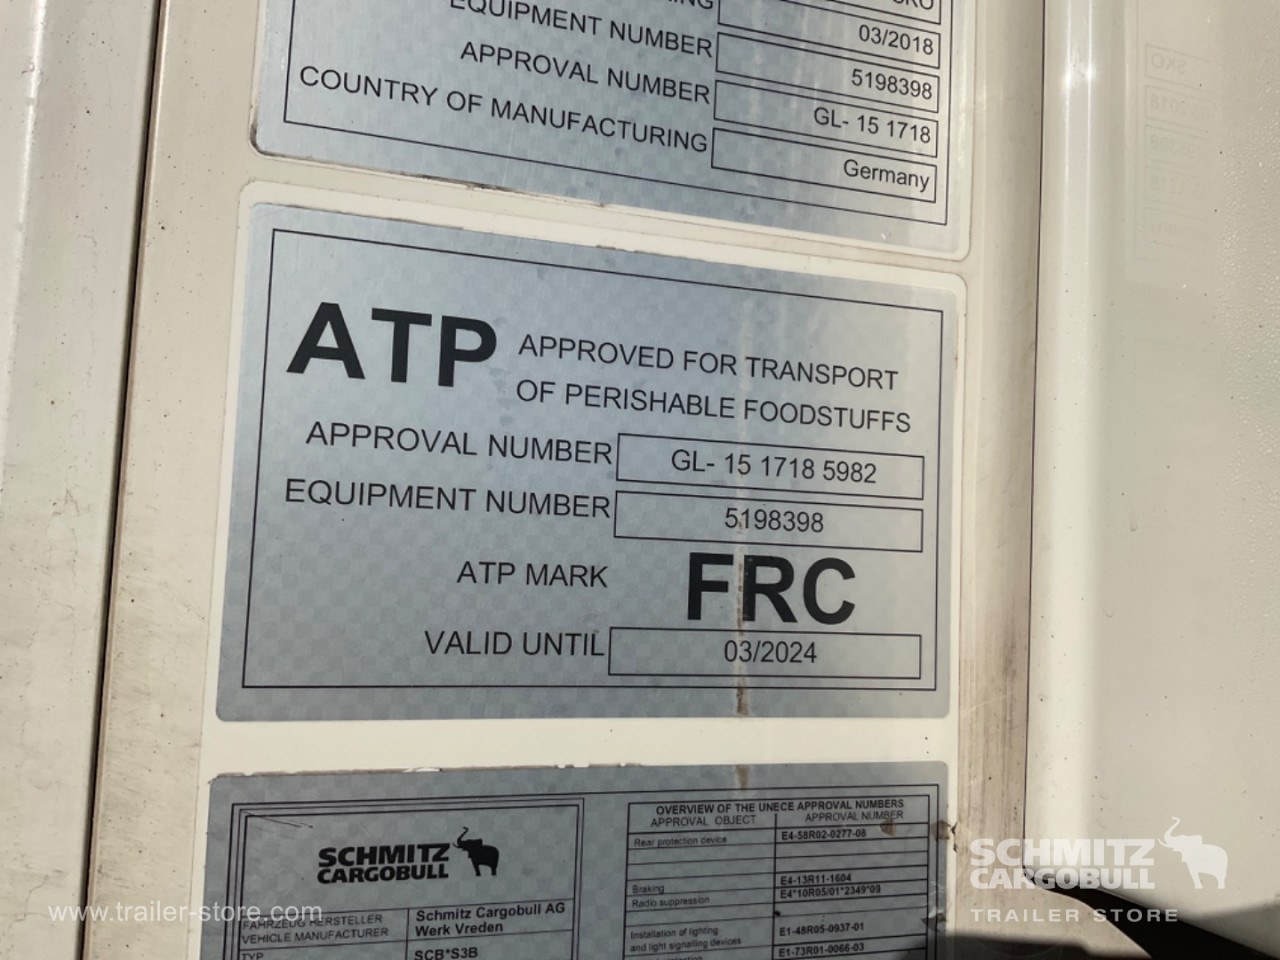 03/2018
EQUIPMENT NUMBER 5198398
APPROVAL NUMBER GL- 15 1718
COUNTRY OF MANUFACTURING Germany
ATP APPROVED FOR TRANSPORT
OF PERISHABLE FOODSTUFFS
APPROVAL NUMBER GL- 15 1718 5982
EQUIPMENT NUMBER 5198398
ATP MARK FRC
VALID UNTIL 03/2024
SCHMITZ
CARGOBULL
FAHRZEUG HERSTELLER
VEHICLE MANUFACTURER
Schmitz Cargobull AG
Werk Vreden
TYP SCB*S3B
OVERVIEW OF THE UNECE APPROVAL NUMBERS
APPROVAL OBJECT APPROVAL NUMBER
Rear protection device E4-58R02-0277-08
Braking E4-13R11-1604
Radio suppression E4*10R05/01*2349*09
Installation of lighting
and light signalling devices
E1-48R05-0937-01
E1-73R01-0066-03
www.trailer-store.com
SCHMITZ
CARGOBULL
TRAILER STORE